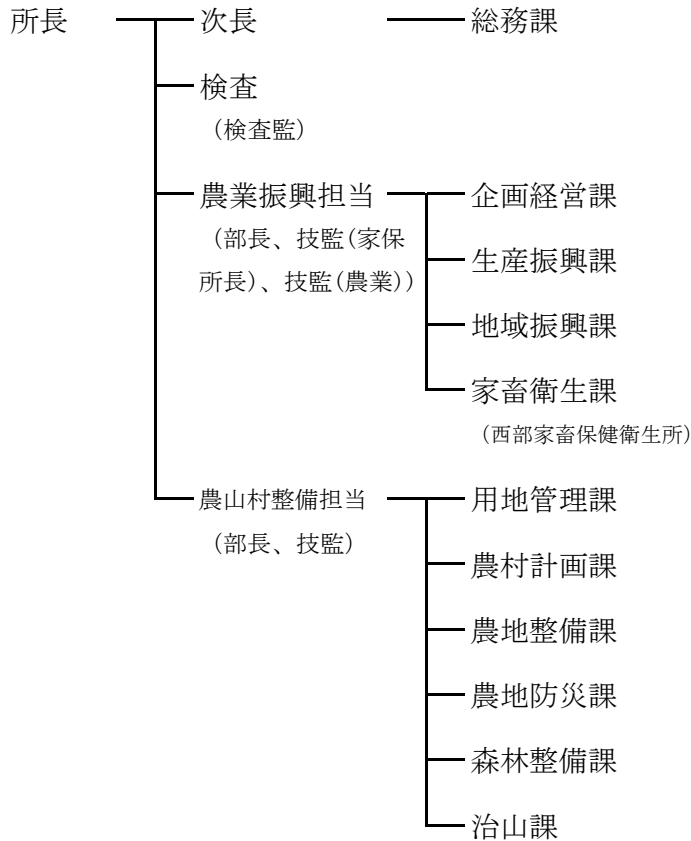 所長 次長 総務課
検査
（検査監）
農業振興担当 企画経営課
（部長、技監(家保
所長)、技監(農業)）
生産振興課
地域振興課
家畜衛生課
（西部家畜保健衛生所）
農山村整備担当 用地管理課
（部長、技監）
農村計画課
農地整備課
農地防災課
森林整備課
治山課